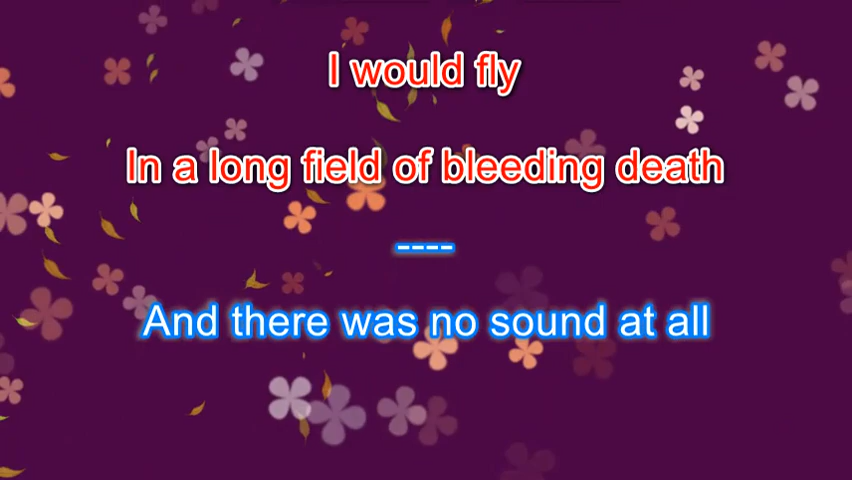 I would fly
In a long field of bleeding death
----
And there was no sound at all